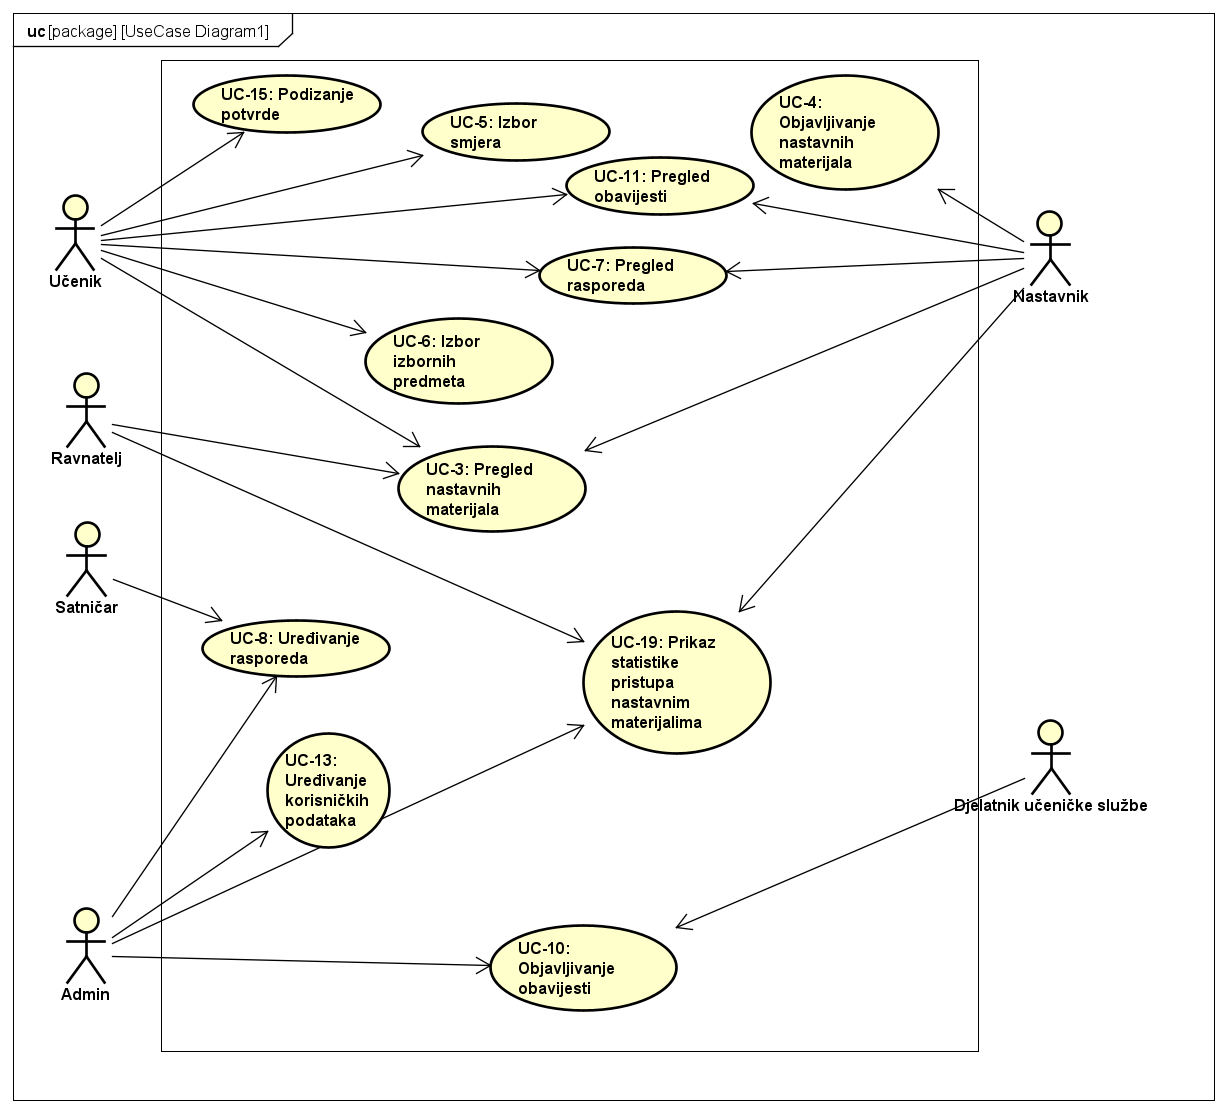 uc [package] [UseCase Diagram1]
UC-15: Podizanje
potvrde
UC-5: Izbor
smjera
UC-4:
Objavljivanje
nastavnih
materijala
UC-11: Pregled
obavijesti
Učenik
UC-7: Pregled
rasporeda
Nastavnik
UC-6: Izbor
izbornih
predmeta
Ravnatelj
UC-3: Pregled
nastavnih
materijala
Satničar
UC-8: Uređivanje
rasporeda
UC-19: Prikaz
statistike
pristupa
nastavnim
materijalima
UC-13:
Uređivanje
korisničkih
podataka
Djelatnik učeničke službe
Admin
UC-10:
Objavljivanje
obavijesti